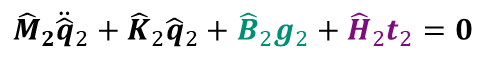 M̂₂q̂̈₂ + K̂₂q̂₂ + B̂₂g₂ + Ĥ₂t₂ = 0